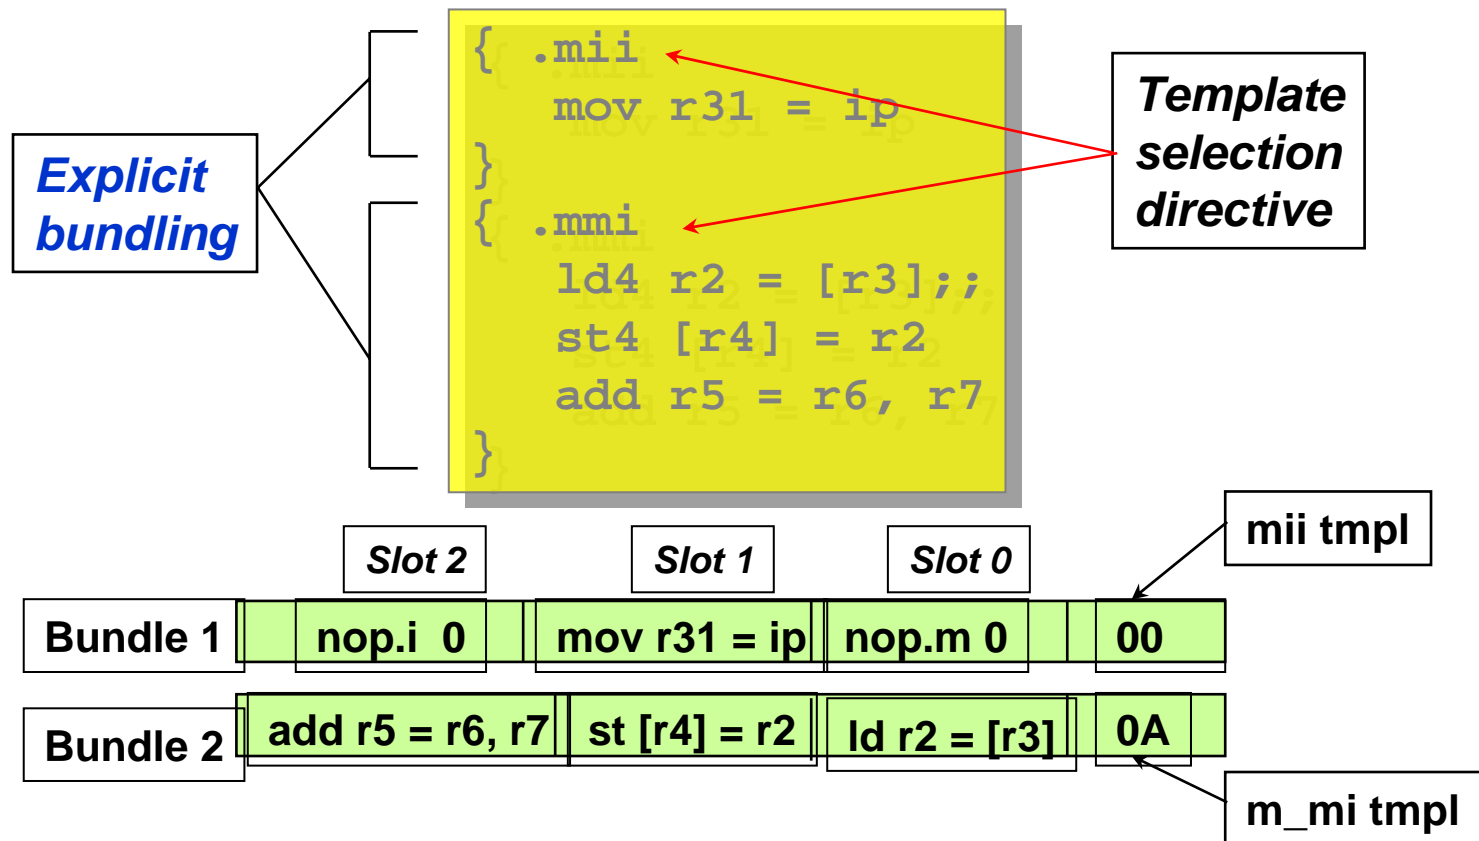 { .mii
mov r31 = ip
}
{ .mmi
ld4 r2 = [r3];;
st4 [r4] = r2
add r5 = r6, r7
}
Explicit
bundling
Template
selection
directive
mii tmpl
Slot 2 Slot 1 Slot 0
Bundle 1 nop.i 0 mov r31 = ip nop.m 0 00
Bundle 2 add r5 = r6, r7 st [r4] = r2 ld r2 = [r3] 0A
m_mi tmpl